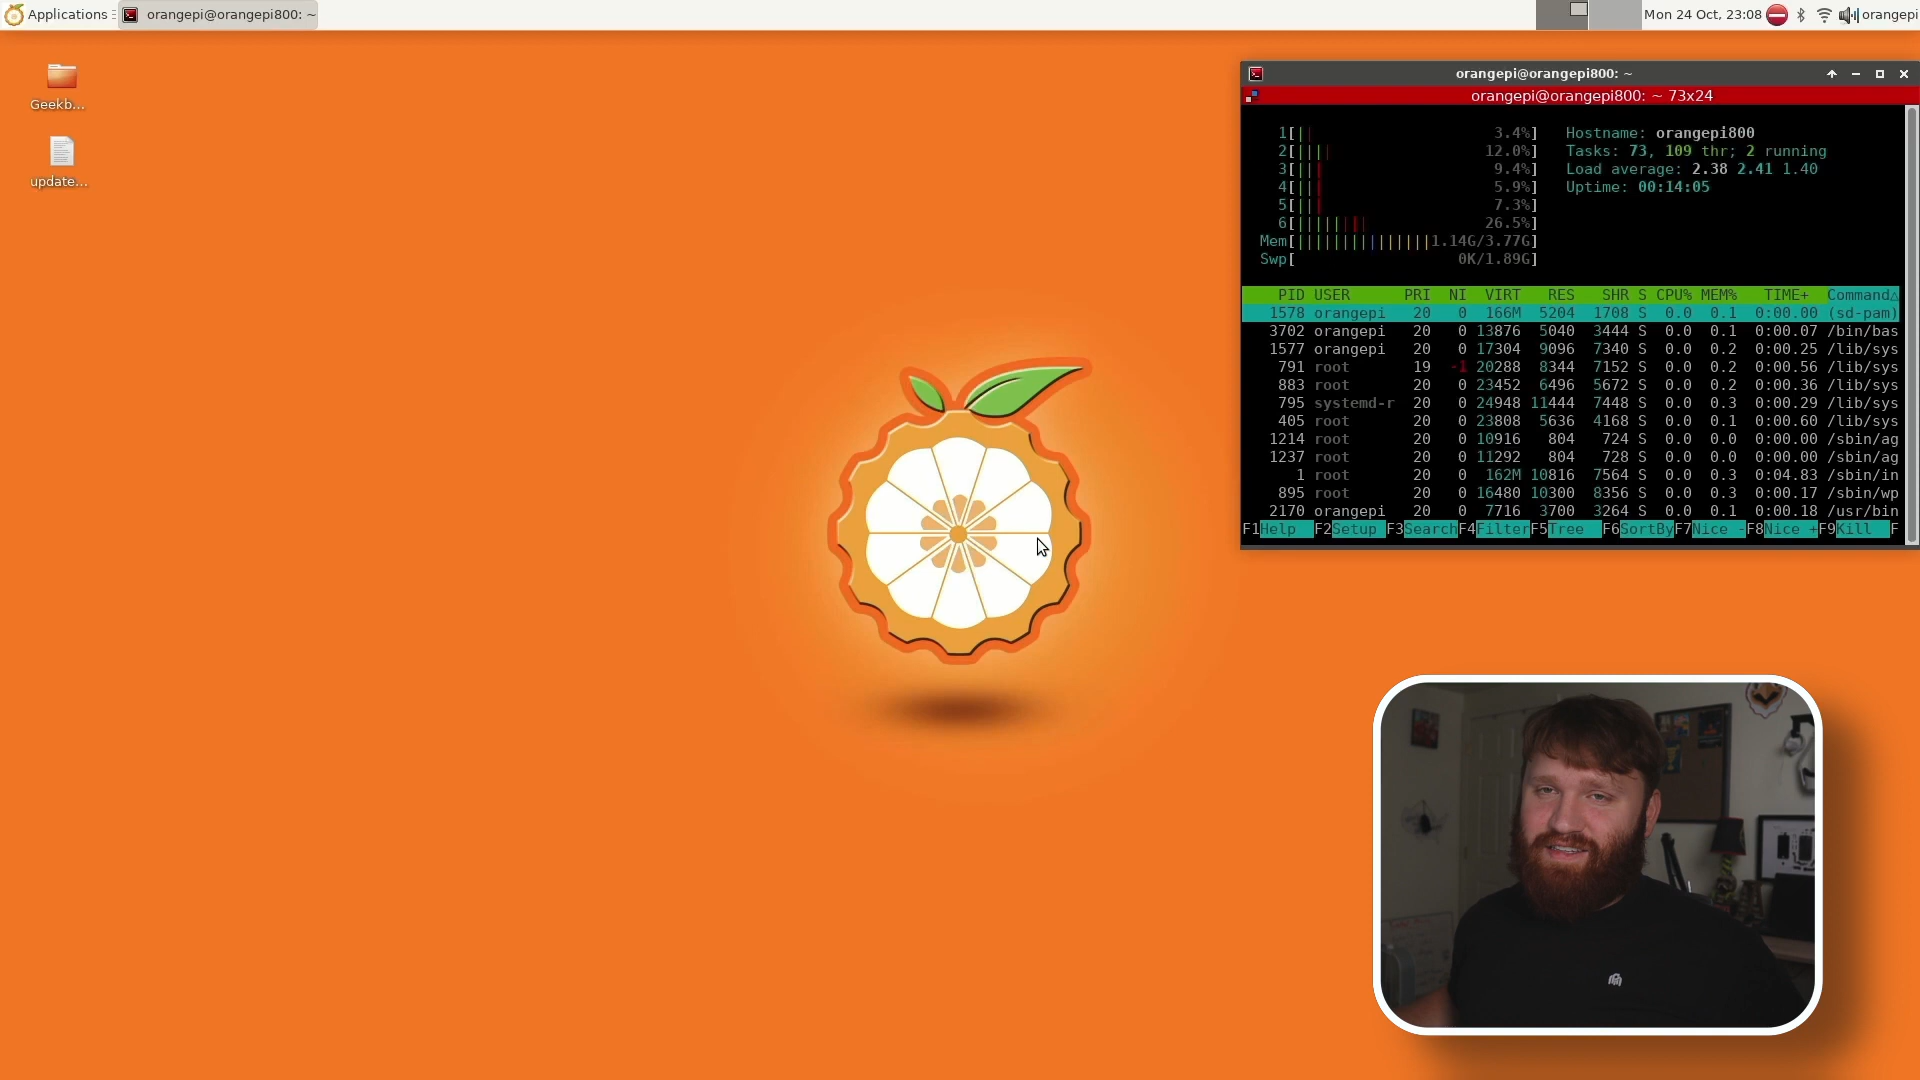 Applications
orangepi@orangepi800: ~
Mon 24 Oct, 23:08
orangepi
Geekb...
update...
orangepi@orangepi800: ~
orangepi@orangepi800: ~ 73x24
1[|| 3.4%] Hostname: orangepi800
2[|||| 12.0%] Tasks: 73, 109 thr; 2 running
3[||| 9.4%] Load average: 2.38 2.41 1.40
4[||| 5.9%] Uptime: 00:14:05
5[||| 7.3%]
6[|||||||| 26.5%]
Mem[|||||||||||||||1.14G/3.77G]
Swp[ 0K/1.89G]
PID USER PRI NI VIRT RES SHR S CPU% MEM% TIME+ Command△
1578 orangepi 20 0 166M 5204 1708 S 0.0 0.1 0:00.00 (sd-pam)
3702 orangepi 20 0 13876 5040 3444 S 0.0 0.1 0:00.07 /bin/bas
1577 orangepi 20 0 17304 9096 7340 S 0.0 0.2 0:00.25 /lib/sys
791 root 19 -1 20288 8344 7152 S 0.0 0.2 0:00.56 /lib/sys
883 root 20 0 23452 6496 5672 S 0.0 0.2 0:00.36 /lib/sys
795 systemd-r 20 0 24948 11444 7448 S 0.0 0.3 0:00.29 /lib/sys
405 root 20 0 23808 5636 4168 S 0.0 0.1 0:00.60 /lib/sys
1214 root 20 0 10916 804 724 S 0.0 0.0 0:00.00 /sbin/ag
1237 root 20 0 11292 804 728 S 0.0 0.0 0:00.00 /sbin/ag
1 root 20 0 162M 10816 7564 S 0.0 0.3 0:04.83 /sbin/in
895 root 20 0 16480 10300 8356 S 0.0 0.3 0:00.17 /sbin/wp
2170 orangepi 20 0 7716 3700 3264 S 0.0 0.1 0:00.18 /usr/bin
F1Help F2Setup F3SearchF4FilterF5Tree F6SortByF7Nice -F8Nice +F9Kill F